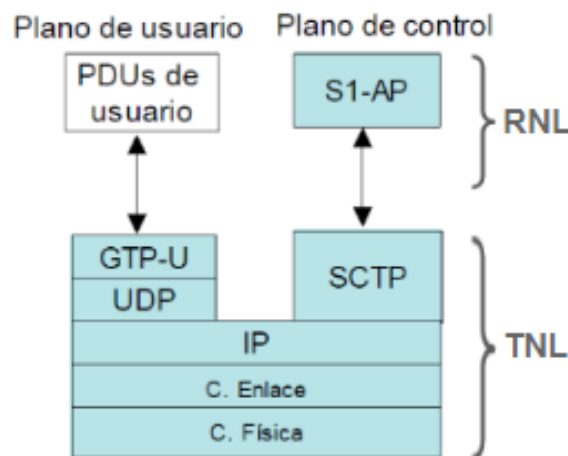 Plano de usuario
Plano de control
PDUs de
usuario
S1-AP
RNL
GTP-U
UDP
SCTP
IP
C. Enlace
C. Física
TNL